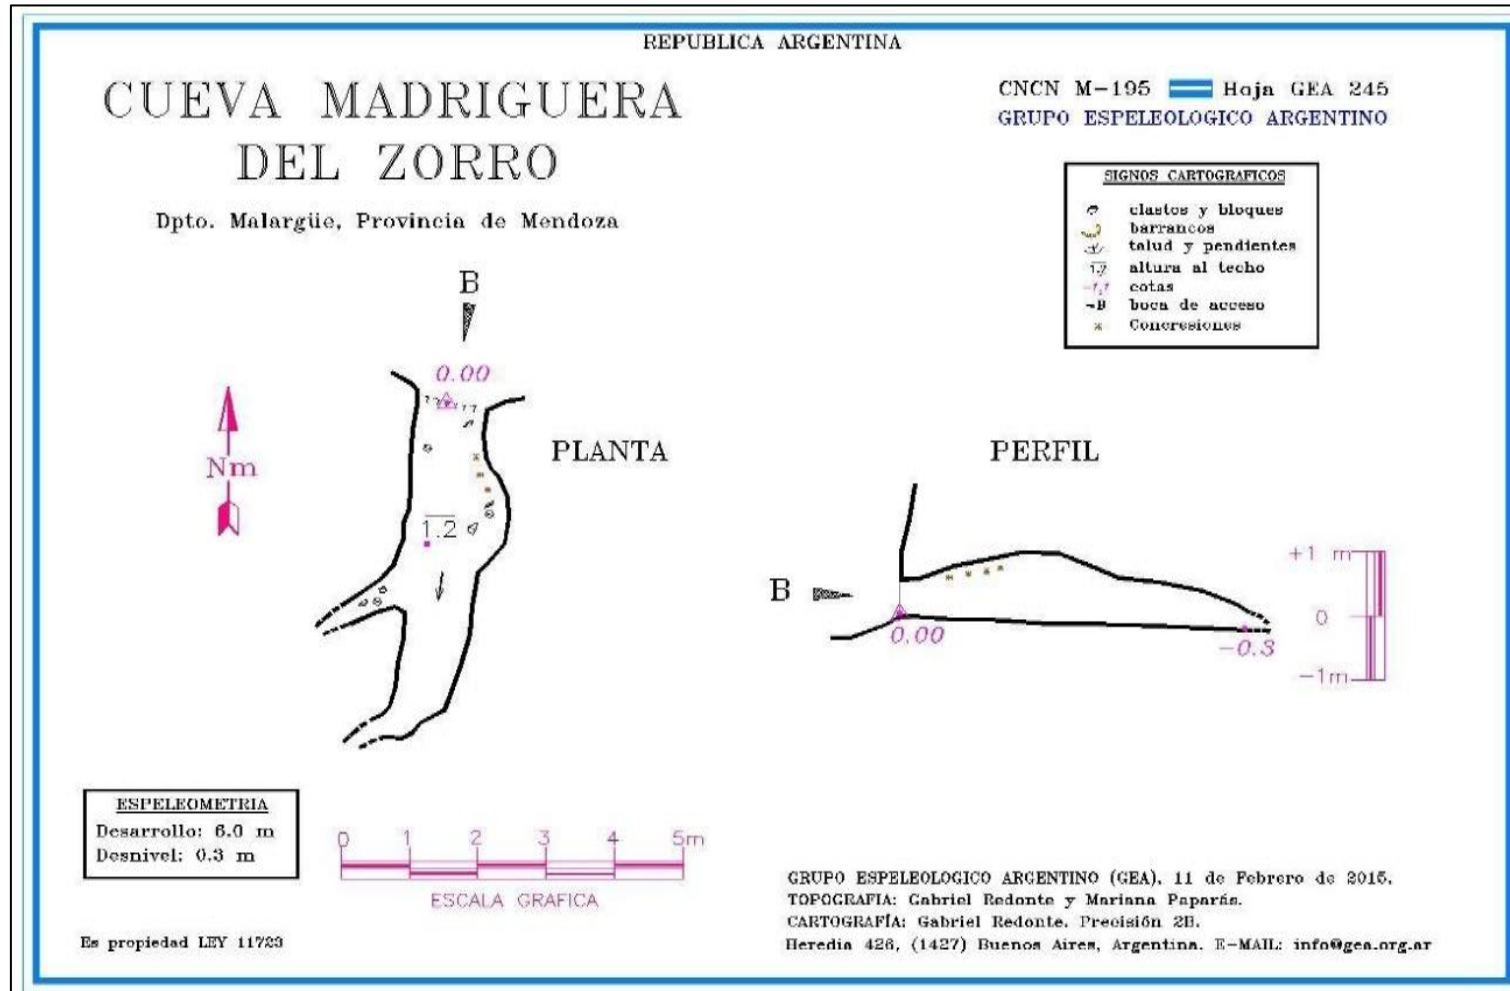 REPUBLICA ARGENTINA
CUEVA MADRIGUERA
DEL ZORRO
Dpto. Malargüe, Provincia de Mendoza
CNCN M-195 Hoja GEA 245
GRUPO ESPELEOLOGICO ARGENTINO
SIGNOS CARTOGRAFICOS
clastos y bloques
barrancos
talud y pendientes
1.7 altura al techo
-1,1 cotas
B boca de acceso
Concresiones
B
0.00
Nm
PLANTA
1.2
PERFIL
B
0.00
-0.3
+1 m
0
-1m
ESPELEOMETRIA
Desarrollo: 6.0 m
Desnivel: 0.3 m
0 1 2 3 4 5m
ESCALA GRAFICA
Es propiedad LEY 11723
GRUPO ESPELEOLOGICO ARGENTINO (GEA), 11 de Febrero de 2015.
TOPOGRAFIA: Gabriel Redonte y Mariana Paparás.
CARTOGRAFÍA: Gabriel Redonte. Precisión 2B.
Heredia 426, (1427) Buenos Aires, Argentina. E-MAIL: info@gea.org.ar